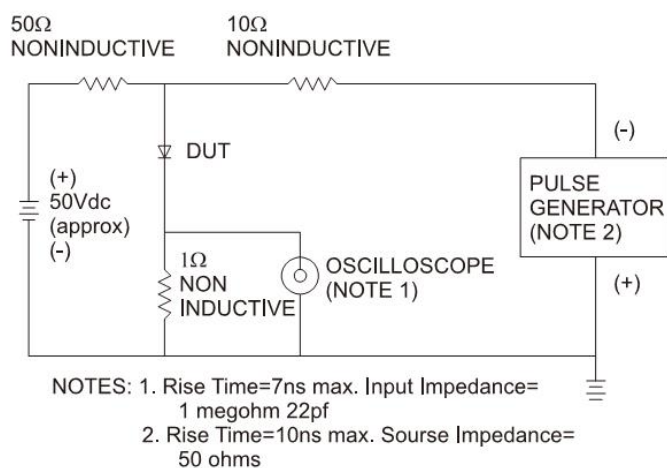 50Ω
NONINDUCTIVE
10Ω
NONINDUCTIVE
DUT
(+)
50Vdc
(approx)
(-)
1Ω
NON
INDUCTIVE
OSCILLOSCOPE
(NOTE 1)
(-)
PULSE
GENERATOR
(NOTE 2)
(+)
NOTES: 1. Rise Time=7ns max. Input Impedance=
1 megohm 22pf
2. Rise Time=10ns max. Sourse Impedance=
50 ohms